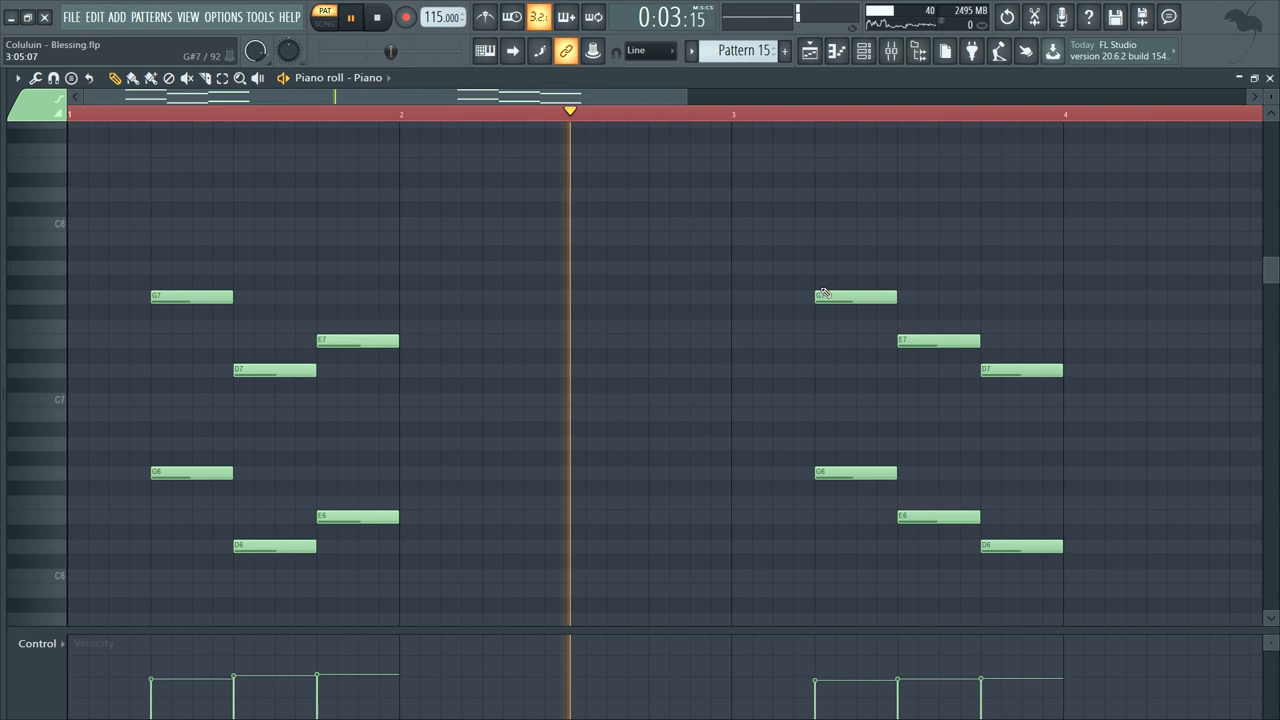 FILE EDIT ADD PATTERNS VIEW OPTIONS TOOLS HELP
PAT
SONG
115.000
3.2.
0:03:15
M:S:CS
40
2495 MB
0
Coluluin - Blessing.flp
3:05:07
G#7 / 92
Line
Pattern 15
Today FL Studio
version 20.6.2 build 154..
Piano roll - Piano
1
2
3
4
C8
C7
C6
G7
E7
D7
G6
E6
D6
E7
D7
G6
E6
D6
Control
Velocity